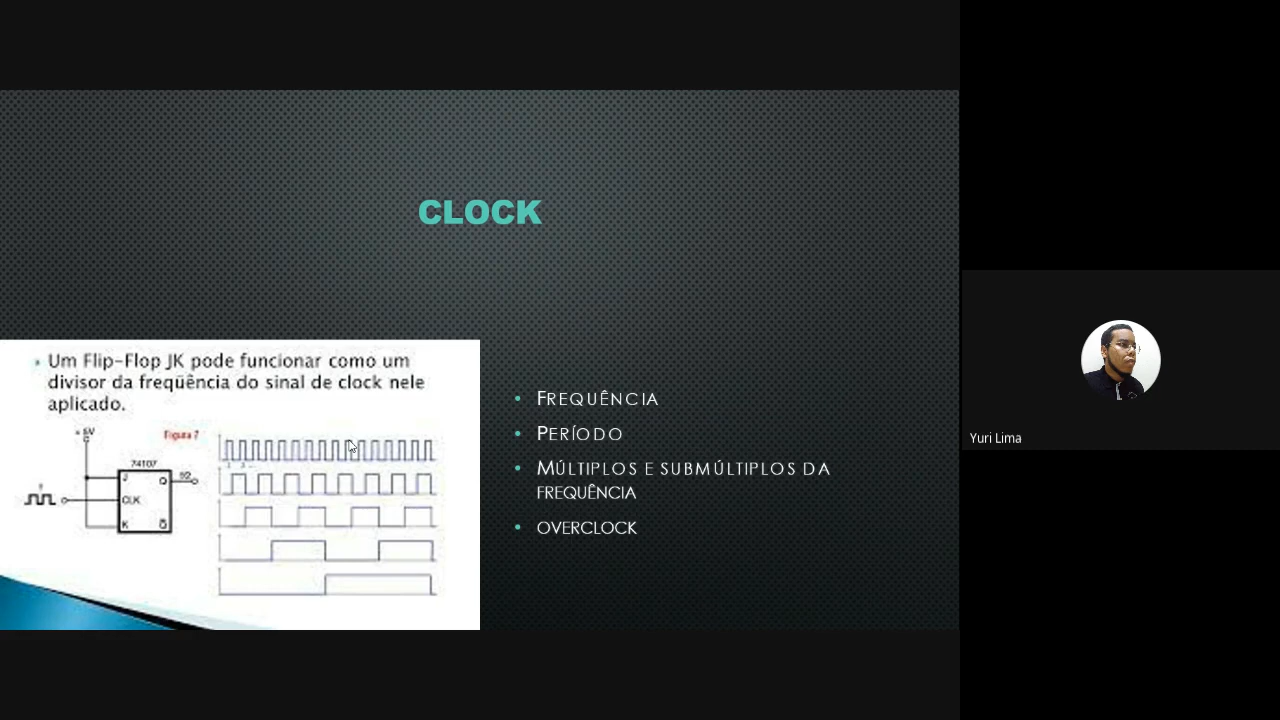 CLOCK
Um Flip-Flop JK pode funcionar como um
divisor da freqüência do sinal de clock nele
aplicado.
+ 5V
Figura 7
74107
J
Q
f/2
f
CLK
K
Q̅
FREQUÊNCIA
PERÍODO
MÚLTIPLOS E SUBMÚLTIPLOS DA
FREQUÊNCIA
OVERCLOCK
Yuri Lima